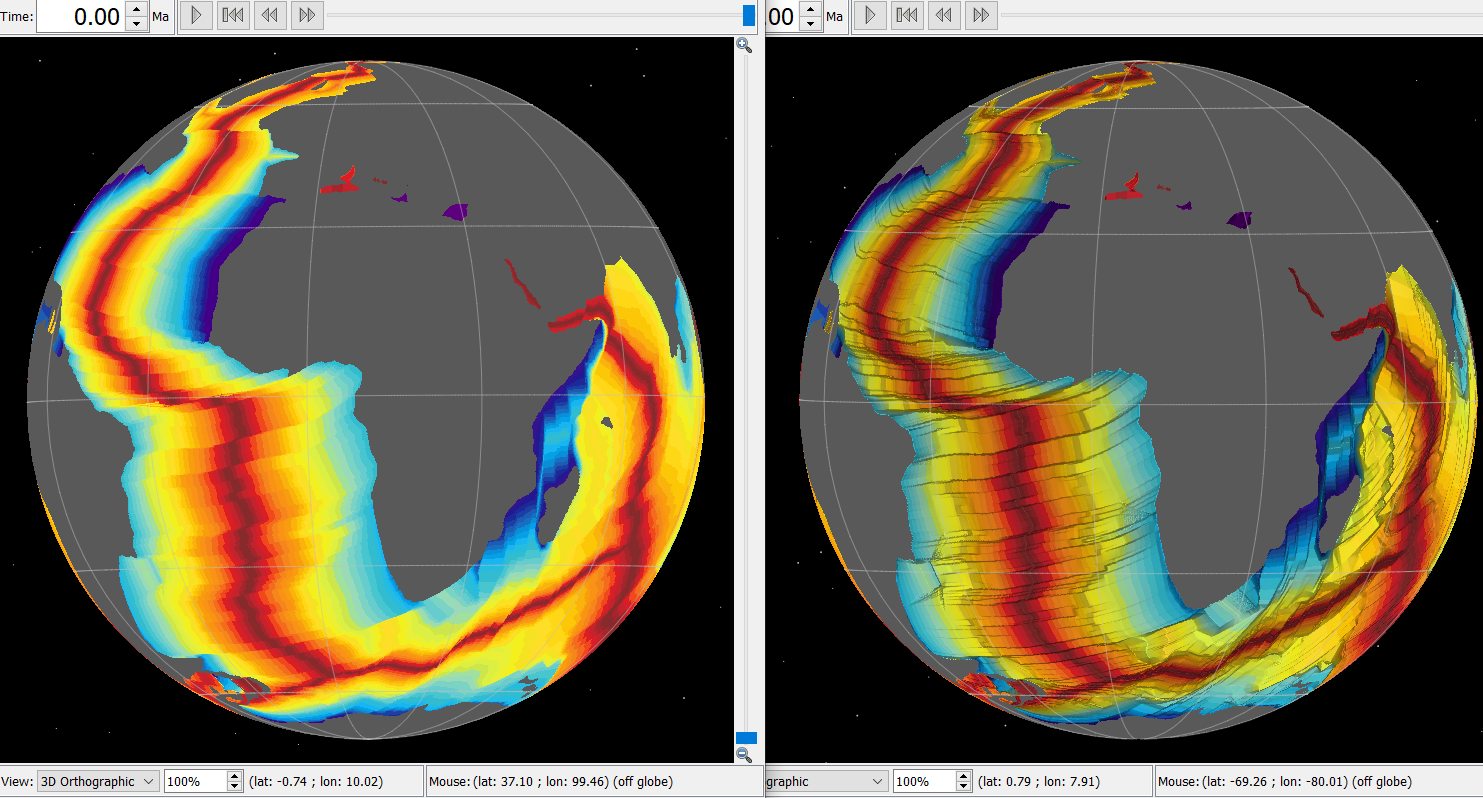 Time: 0.00 Ma
.00 Ma
View: 3D Orthographic 100% (lat: -0.74 ; lon: 10.02) Mouse: (lat: 37.10 ; lon: 99.46) (off globe)
graphic 100% (lat: 0.79 ; lon: 7.91) Mouse: (lat: -69.26 ; lon: -80.01) (off globe)